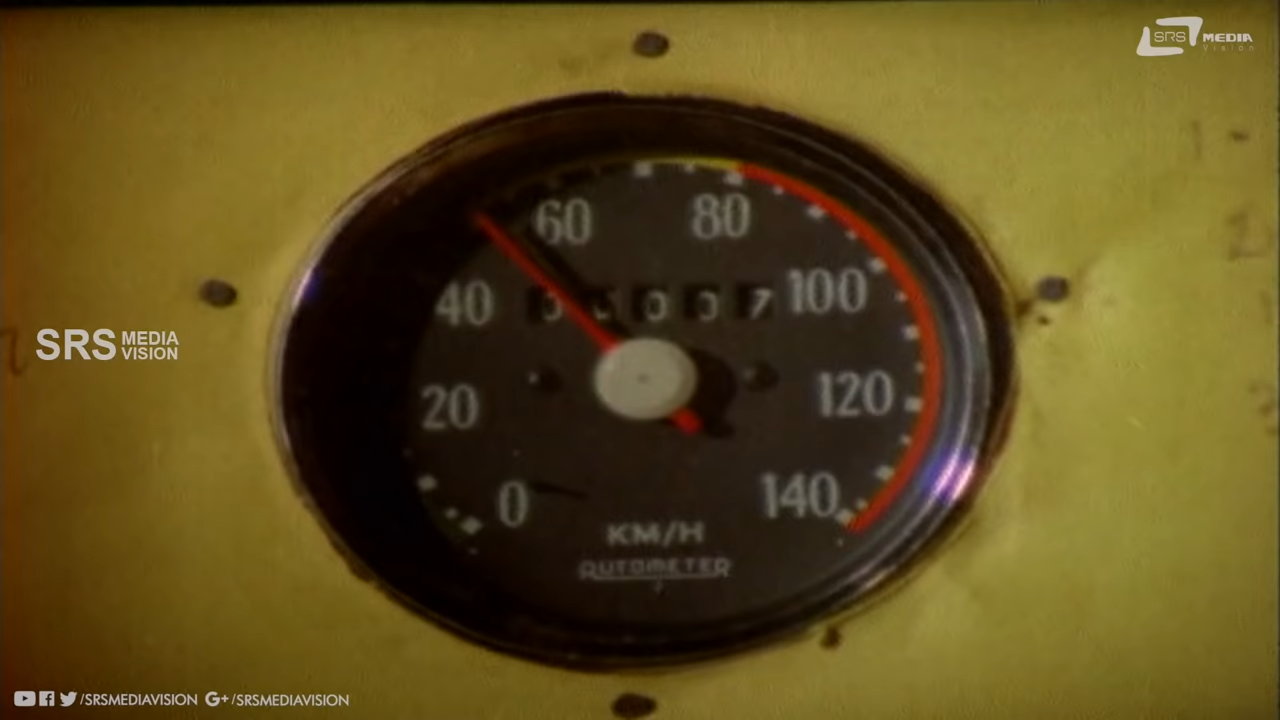 SRS MEDIA
Vision
60 80
40 100
20 120
0 140
KM/H
AUTOMETER
SRS MEDIA
VISION
/SRSMEDIAVISION G+/SRSMEDIAVISION